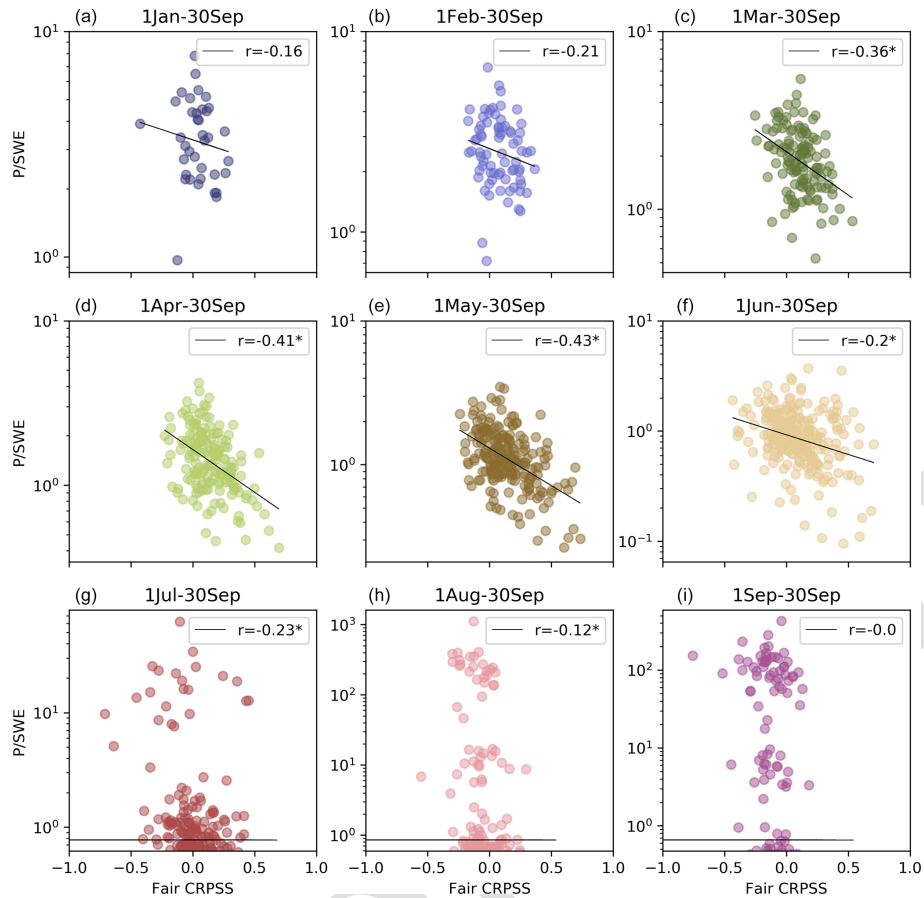 (a) 1Jan-30Sep (b) 1Feb-30Sep (c) 1Mar-30Sep
10¹ 10¹ 10¹
r=-0.16 r=-0.21 r=-0.36*
P/SWE
10⁰ 10⁰ 10⁰
(d) 1Apr-30Sep (e) 1May-30Sep (f) 1Jun-30Sep
10¹ 10¹ 10¹
r=-0.41* r=-0.43* r=-0.2*
P/SWE
10⁰ 10⁰ 10⁰
10⁻¹
(g) 1Jul-30Sep (h) 1Aug-30Sep (i) 1Sep-30Sep
r=-0.23* r=-0.12* r=-0.0
10³
10² 10²
P/SWE
10¹ 10¹ 10¹
10⁰ 10⁰ 10⁰
−1.0 −0.5 0.0 0.5 1.0 −0.5 0.0 0.5 −1.0 −0.5 0.0 0.5 1.0
Fair CRPSS Fair CRPSS Fair CRPSS